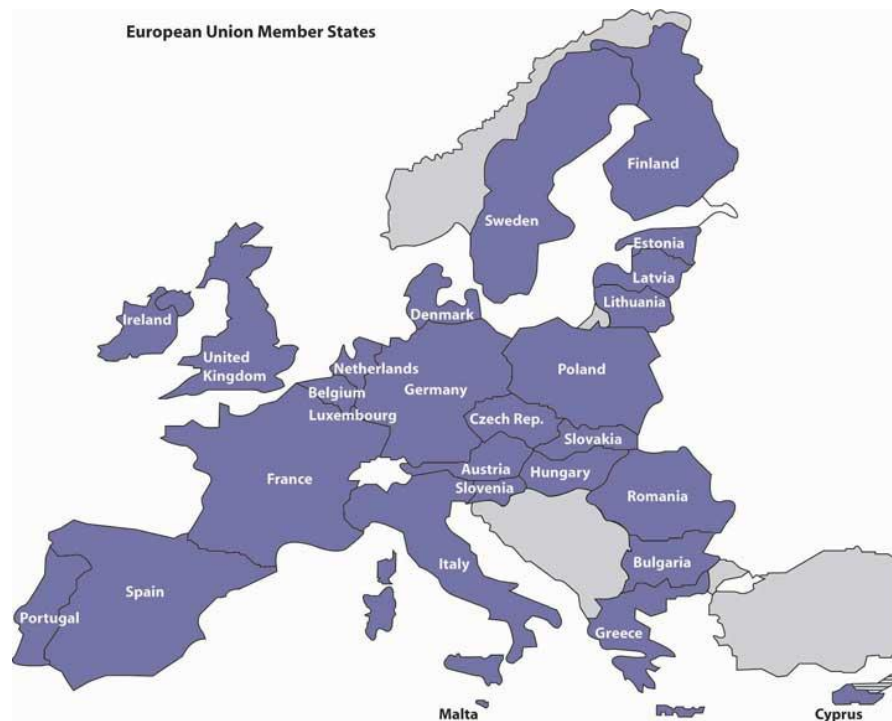 European Union Member States
Finland
Sweden
Estonia
Latvia
Lithuania
Denmark
Ireland
United
Kingdom
Netherlands
Belgium
Germany
Luxembourg
Poland
Czech Rep.
Slovakia
Austria
Hungary
Slovenia
France
Romania
Italy
Bulgaria
Spain
Portugal
Greece
Malta
Cyprus